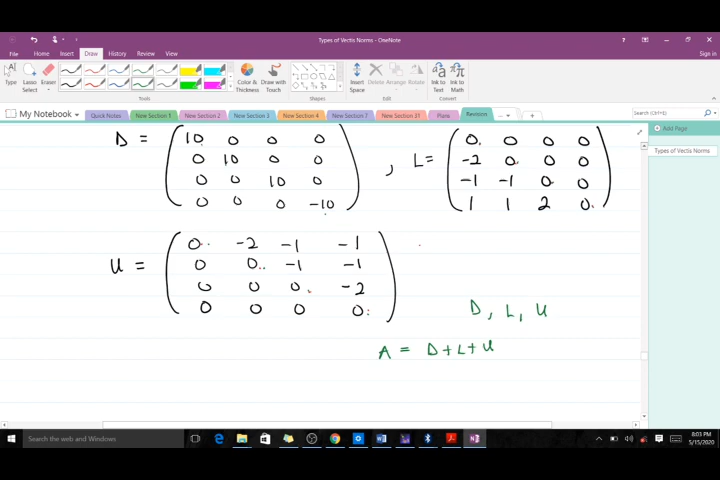 Types of Vectis Norms - OneNote
Sign in
File Home Insert Draw History Review View
Type Lasso Select Eraser Color & Thickness Draw with Touch Insert Space Delete Arrange Rotate Ink to Text Ink to Math
Tools Shapes Edit Convert
My Notebook Quick Notes New Section 1 New Section 2 New Section 3 New Section 4 New Section 7 New Section 31 Plans Revision ... + Search (Ctrl+E)
Add Page
Types of Vectis Norms
D = ( 10 0 0 0 ) , L = ( 0 0 0 0 )
0 10 0 0 -2 0 0 0
0 0 10 0 -1 -1 0 0
0 0 0 -10 1 1 2 0
U = ( 0 -2 -1 -1 )
0 0 -1 -1
0 0 0 -2
0 0 0 0
D, L, U
A = D + L + U
Search the web and Windows
8:03 PM
5/15/2020